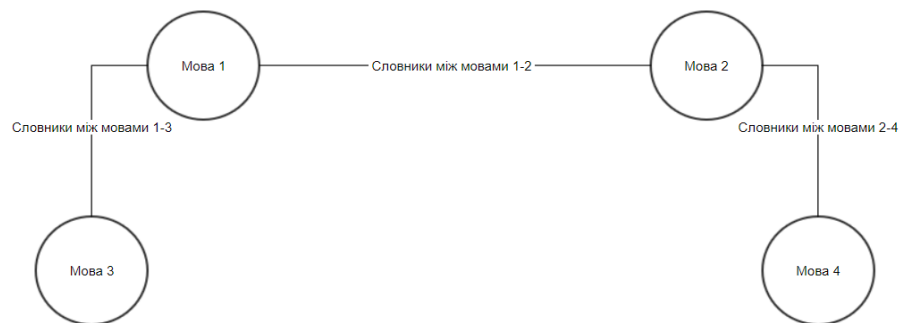 Мова 1
Словники між мовами 1-2
Мова 2
Словники між мовами 1-3
Словники між мовами 2-4
Мова 3
Мова 4